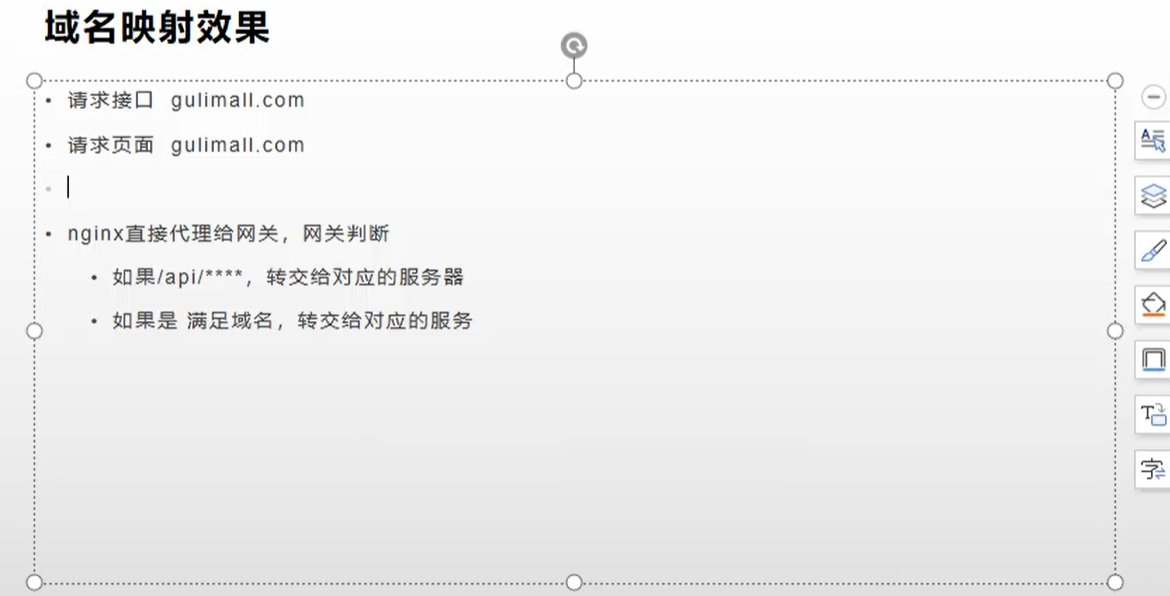 域名映射效果
• 请求接口 gulimall.com
• 请求页面 gulimall.com
•
• nginx直接代理给网关，网关判断
• 如果/api/****，转交给对应的服务器
• 如果是 满足域名，转交给对应的服务